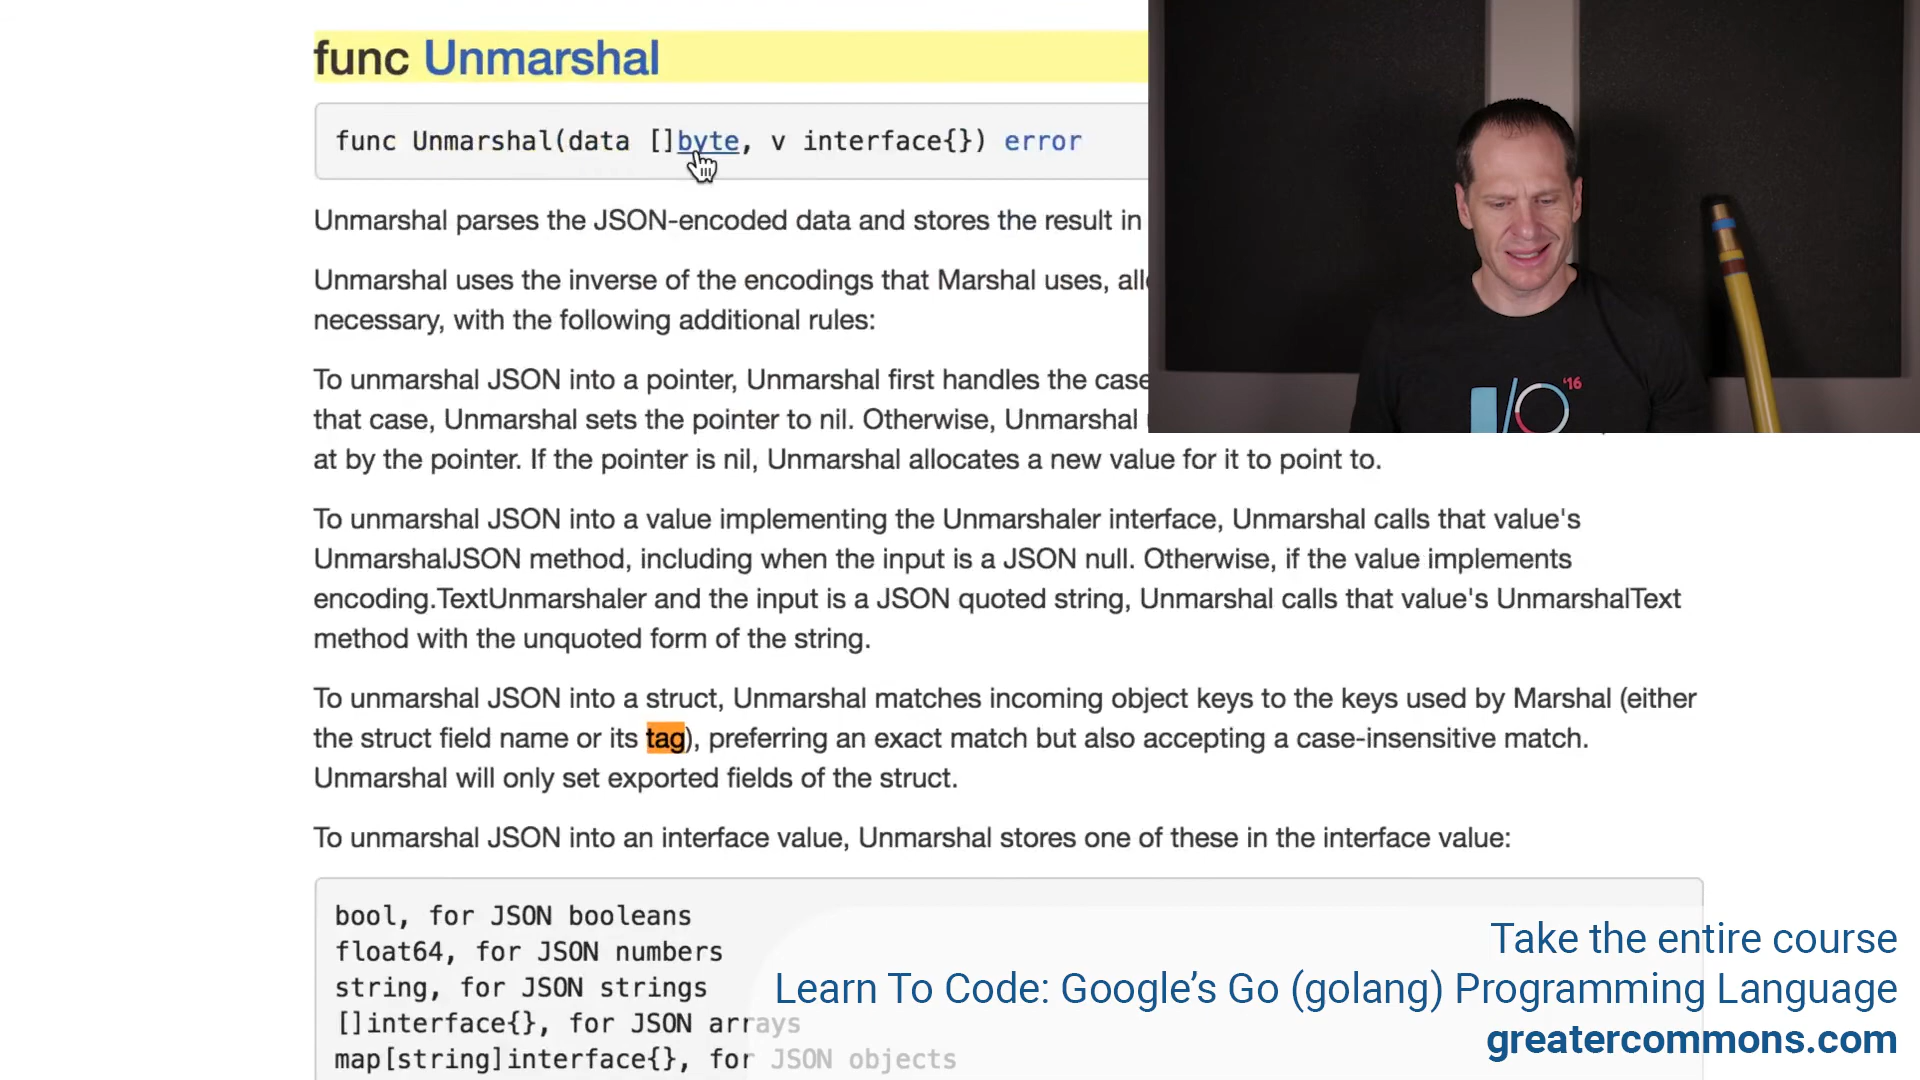 func Unmarshal
func Unmarshal(data []byte, v interface{}) error
Unmarshal parses the JSON-encoded data and stores the result in
Unmarshal uses the inverse of the encodings that Marshal uses,
necessary, with the following additional rules:
To unmarshal JSON into a pointer, Unmarshal first handles the case
that case, Unmarshal sets the pointer to nil. Otherwise, Unmarshal
at by the pointer. If the pointer is nil, Unmarshal allocates a new value for it to point to.
To unmarshal JSON into a value implementing the Unmarshaler interface, Unmarshal calls that value's
UnmarshalJSON method, including when the input is a JSON null. Otherwise, if the value implements
encoding.TextUnmarshaler and the input is a JSON quoted string, Unmarshal calls that value's UnmarshalText
method with the unquoted form of the string.
To unmarshal JSON into a struct, Unmarshal matches incoming object keys to the keys used by Marshal (either
the struct field name or its tag), preferring an exact match but also accepting a case-insensitive match.
Unmarshal will only set exported fields of the struct.
To unmarshal JSON into an interface value, Unmarshal stores one of these in the interface value:
bool, for JSON booleans
float64, for JSON numbers
string, for JSON strings
[]interface{}, for JSON arrays
map[string]interface{}, for JSON objects
I/O '16
Take the entire course
Learn To Code: Google’s Go (golang) Programming Language
greatercommons.com